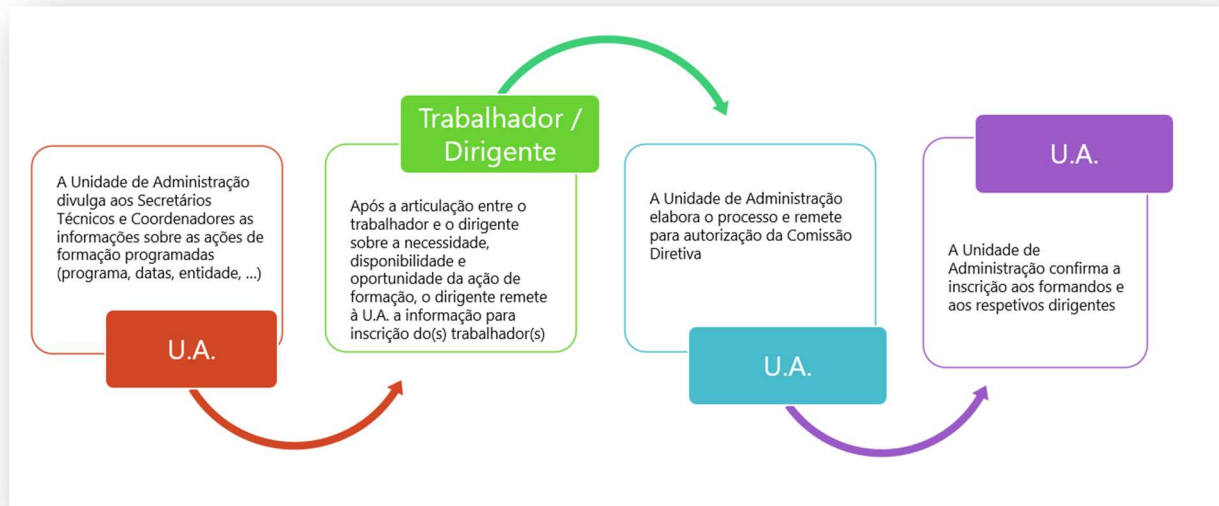 A Unidade de Administração
divulga aos Secretários
Técnicos e Coordenadores as
informações sobre as ações de
formação programadas
(programa, datas, entidade, ...)
U.A.
Trabalhador /
Dirigente
Após a articulação entre o
trabalhador e o dirigente
sobre a necessidade,
disponibilidade e
oportunidade da ação de
formação, o dirigente remete
à U.A. a informação para
inscrição do(s) trabalhador(s)
A Unidade de Administração
elabora o processo e remete
para autorização da Comissão
Diretiva
U.A.
U.A.
A Unidade de
Administração confirma a
inscrição aos formandos e
aos respetivos dirigentes